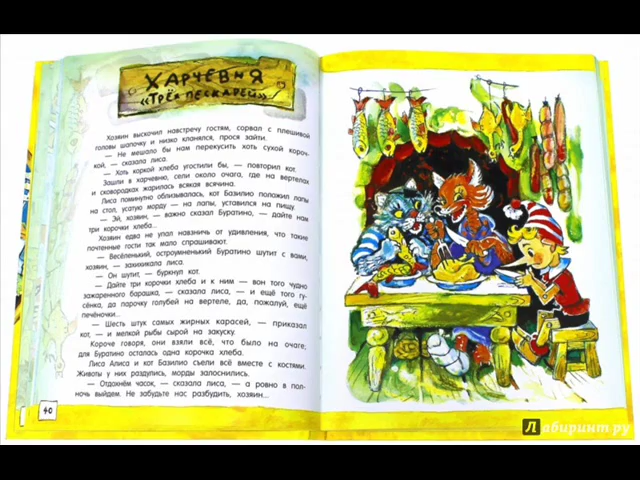 ХАРЧЕВНЯ
«ТРЁХ ПЕСКАРЕЙ»
Хозяин выскочил навстречу гостям, сорвал с плешивой
головы шапочку и низко кланялся, прося зайти.
— Не мешало бы нам перекусить хоть сухой короч-
кой, — сказала лиса.
— Хоть коркой хлеба угостили бы, — повторил кот.
Зашли в харчевню, сели около очага, где на вертелах
и сковородках жарилась всякая всячина.
Лиса поминутно облизывалась, кот Базилио положил лапы
на стол, усатую морду — на лапы, уставился на пищу.
— Эй, хозяин, — важно сказал Буратино, — дайте нам
три корочки хлеба...
Хозяин едва не упал навзничь от удивления, что такие
почтенные гости так мало спрашивают.
— Весёленький, остроумненький Буратино шутит с вами,
хозяин, — захихикала лиса.
— Он шутит, — буркнул кот.
— Дайте три корочки хлеба и к ним — вон того чудно
зажаренного барашка, — сказала лиса, — и ещё того гу-
сёнка, да парочку голубей на вертеле, да, пожалуй, ещё
печёночки...
— Шесть штук самых жирных карасей, — приказал
кот, — и мелкой рыбы сырой на закуску.
Короче говоря, они взяли всё, что было на очаге:
для Буратино осталась одна корочка хлеба.
Лиса Алиса и кот Базилио съели всё вместе с костями.
Животы у них раздулись, морды залоснились.
— Отдохнём часок, — сказала лиса, — а ровно в пол-
ночь выйдем. Не забудьте нас разбудить, хозяин...
40
Лабиринт.ру